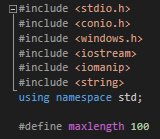 #include <stdio.h>
#include <conio.h>
#include <windows.h>
#include <iostream>
#include <iomanip>
#include <string>
using namespace std;
#define maxlength 100